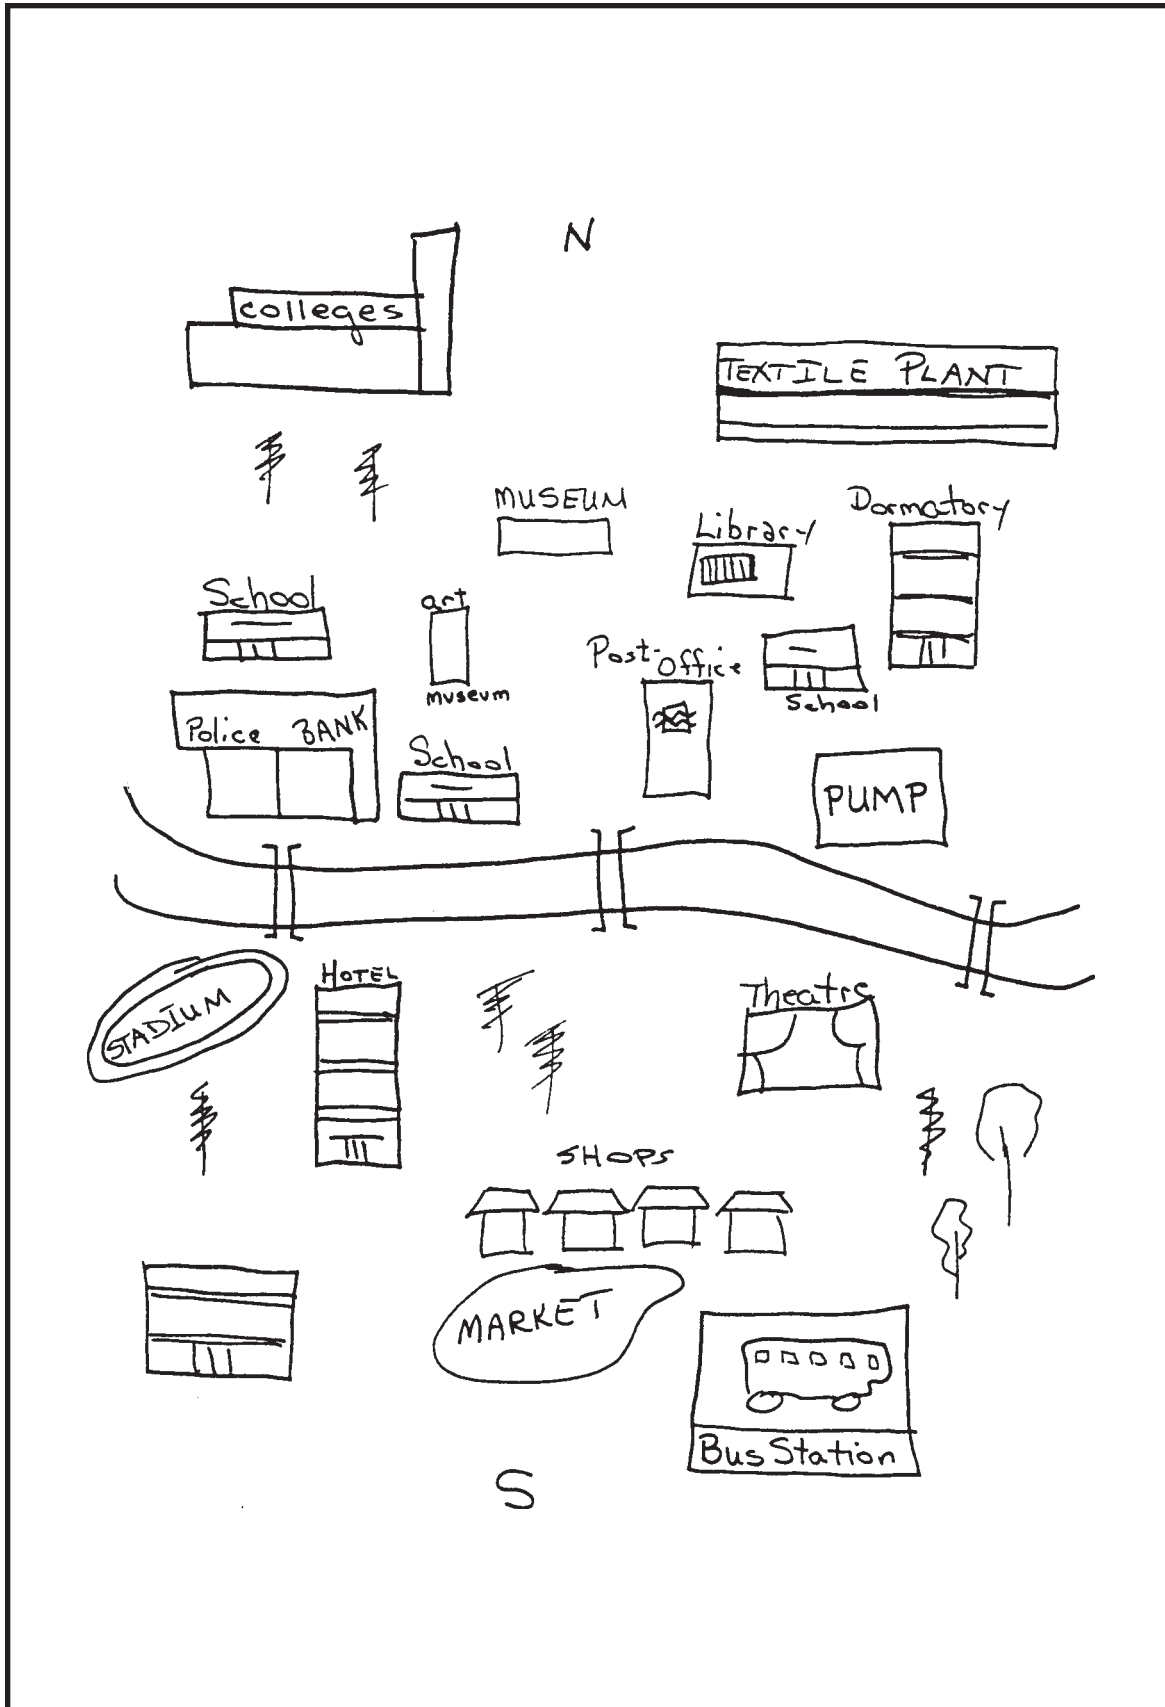 N
colleges
TEXTILE PLANT
MUSEUM
Dormatory
Library
School
art
museum
Post-Office
School
Police BANK
School
PUMP
STADIUM
HOTEL
Theatre
SHOPS
MARKET
Bus Station
S